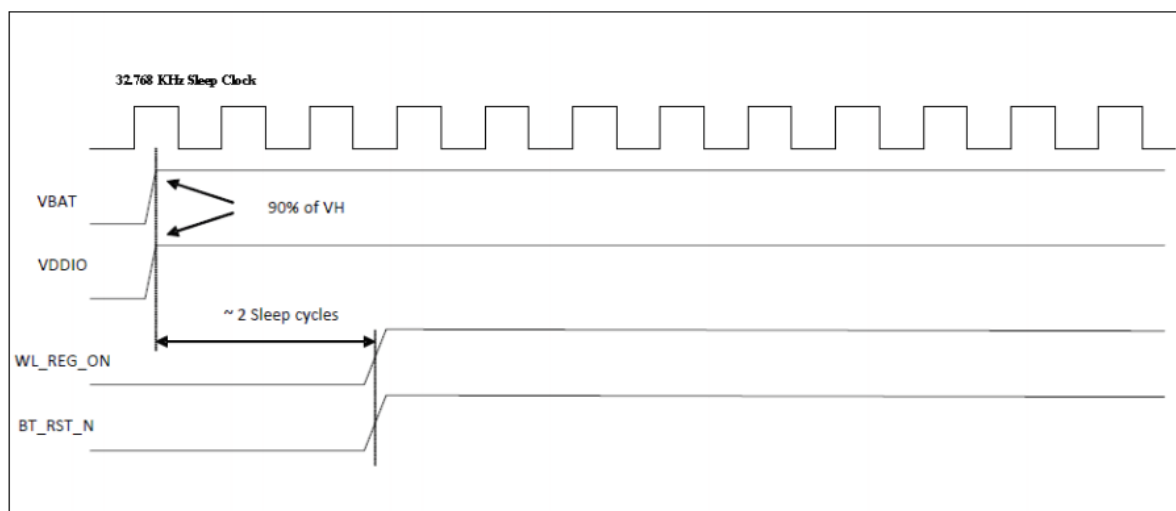 32.768 KHz Sleep Clock
VBAT
90% of VH
VDDIO
~ 2 Sleep cycles
WL_REG_ON
BT_RST_N